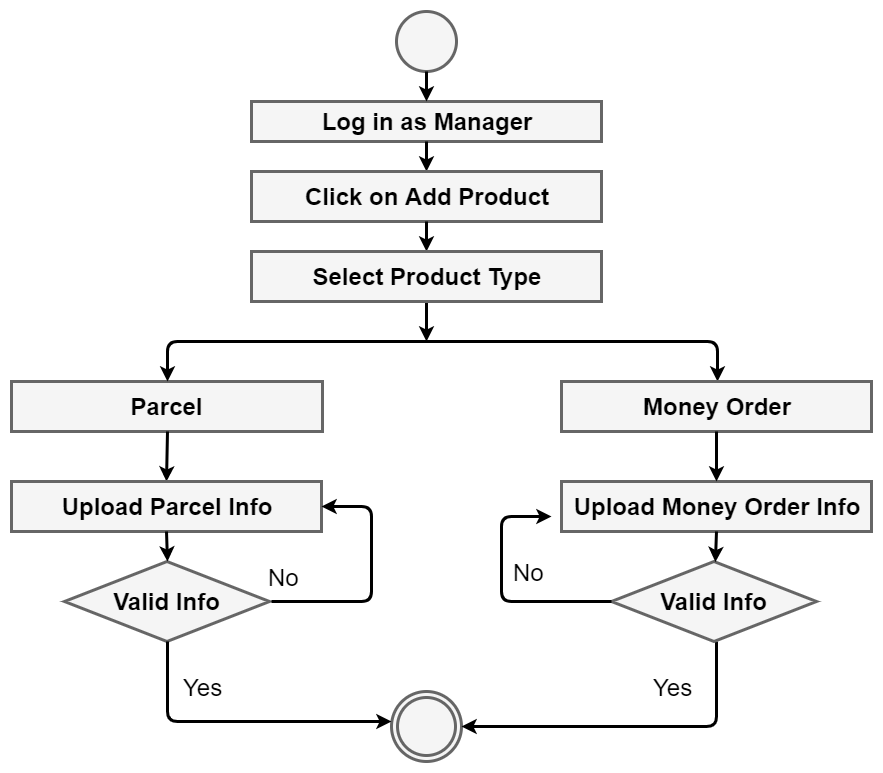 Log in as Manager
Click on Add Product
Select Product Type
Parcel
Money Order
Upload Parcel Info
Upload Money Order Info
No
No
Valid Info
Valid Info
Yes
Yes